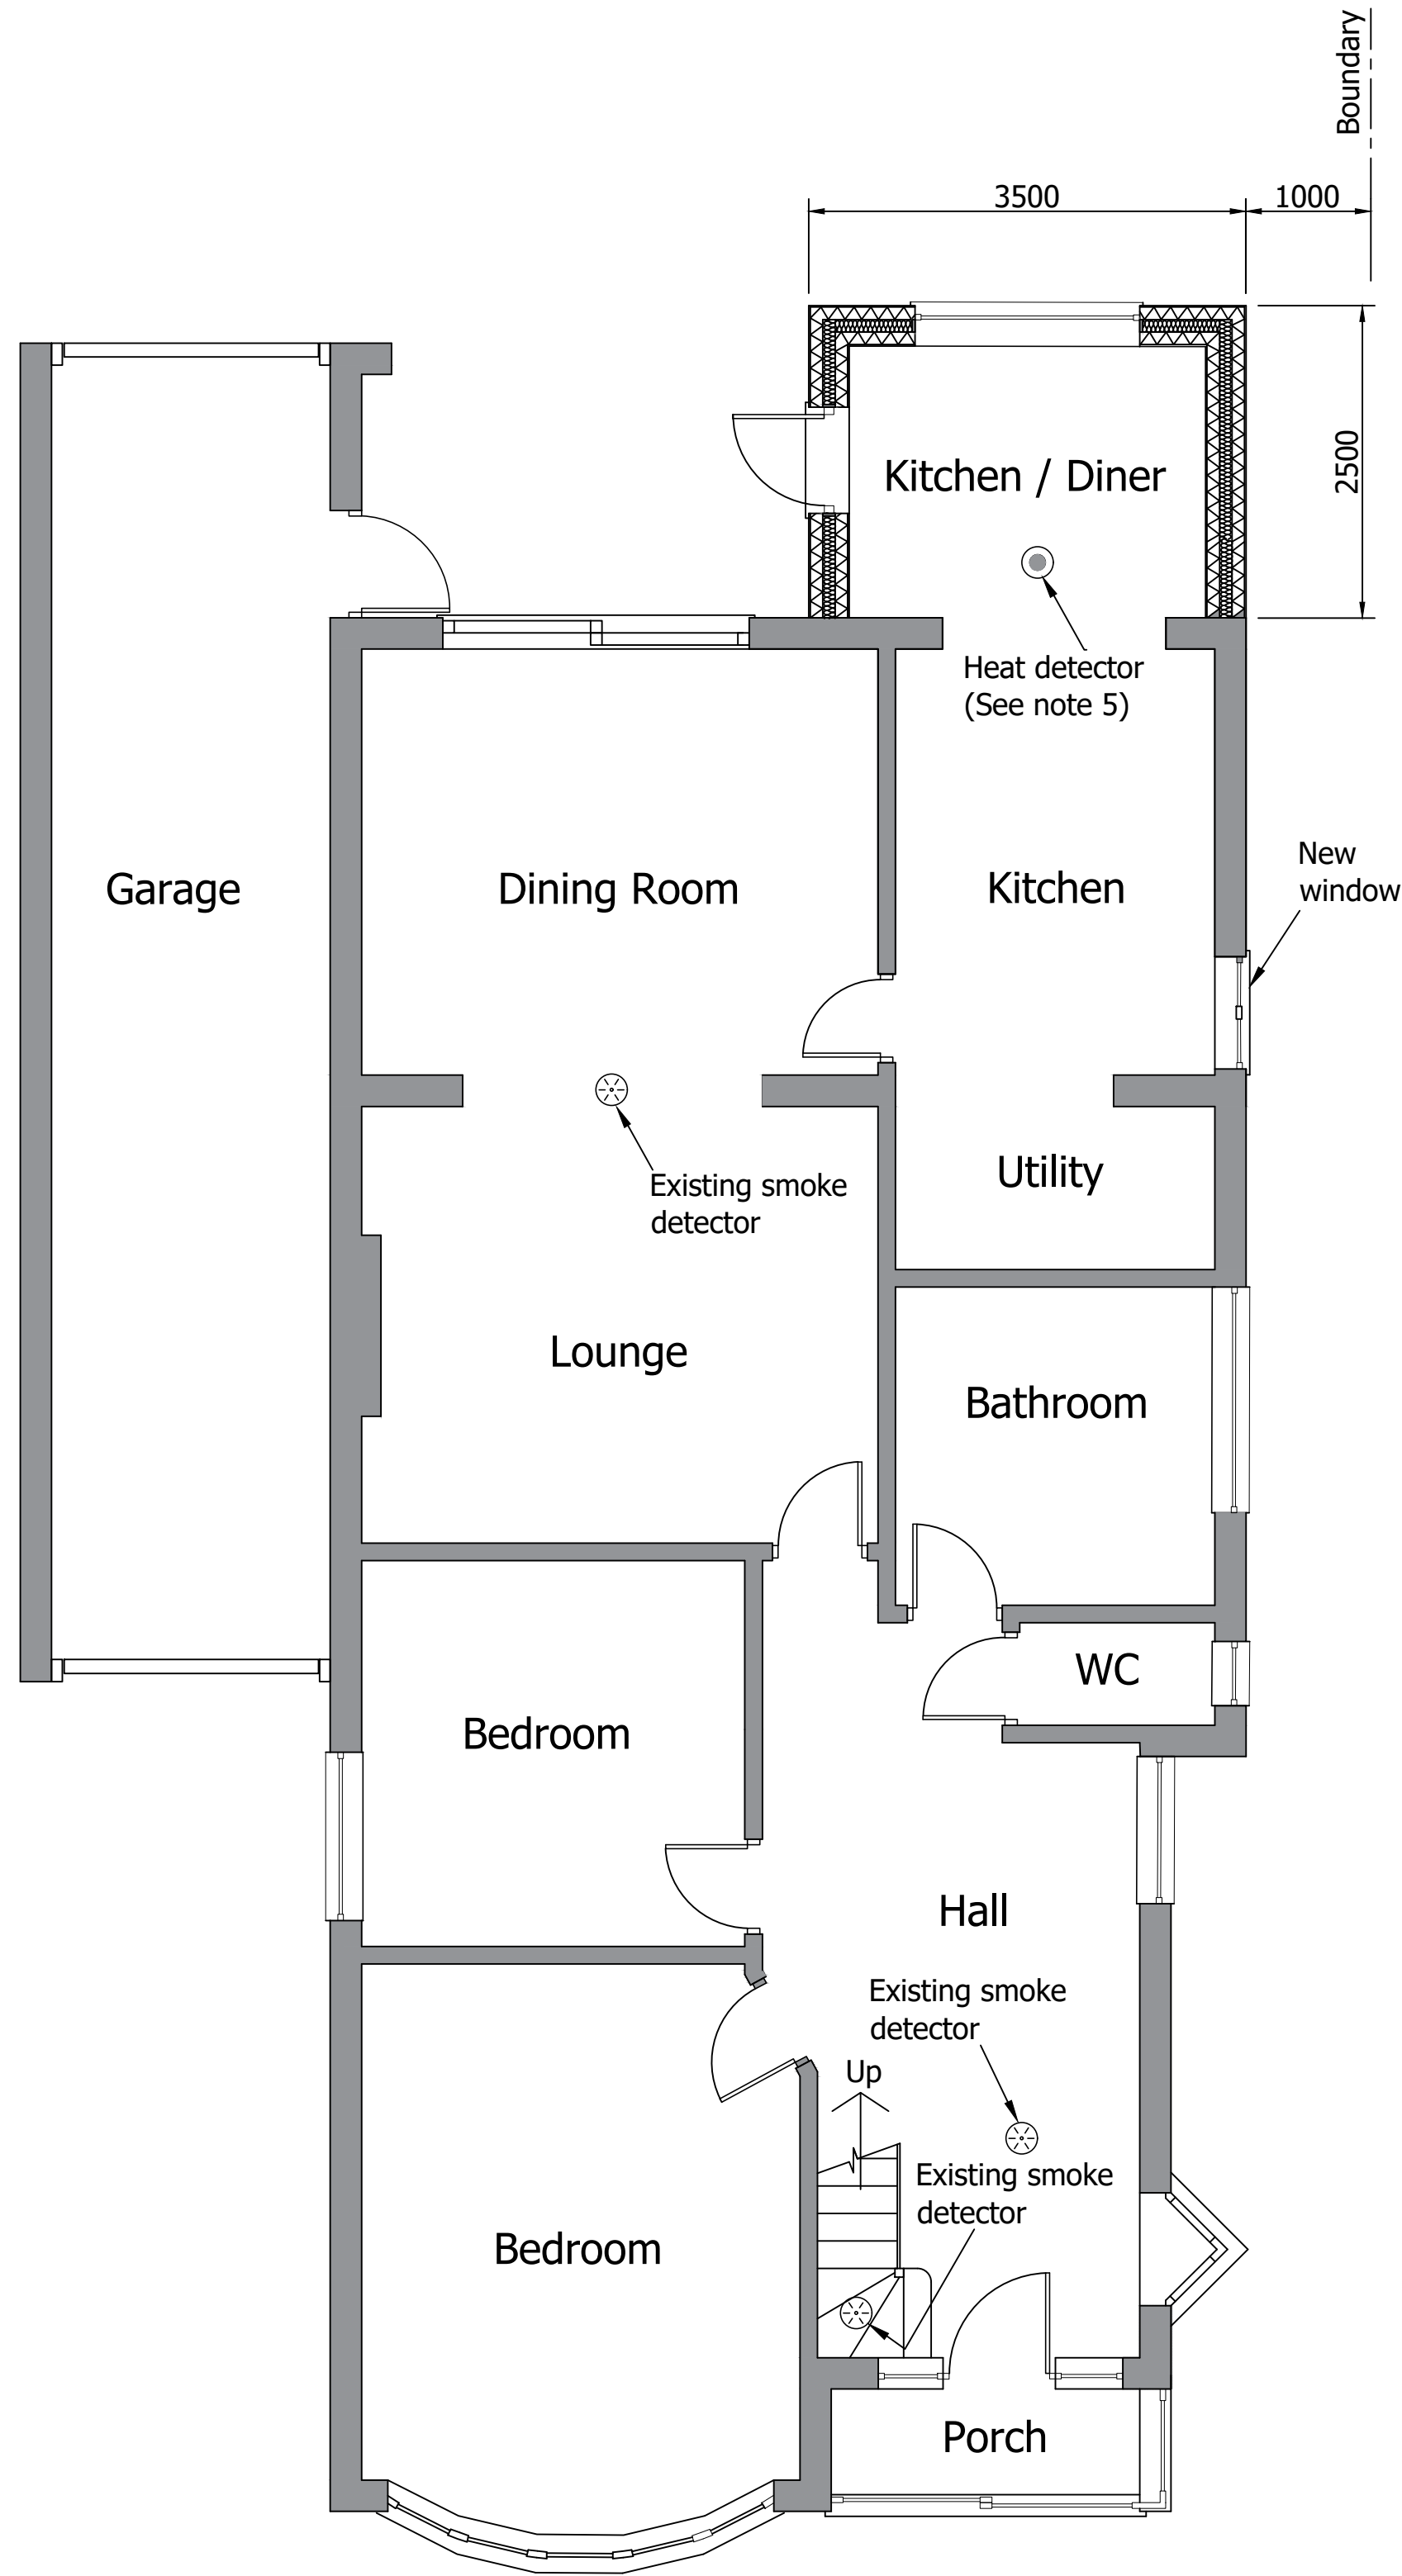 Boundary
3500
1000
Kitchen / Diner
2500
Heat detector
(See note 5)
New
window
Garage
Dining Room
Kitchen
Utility
Existing smoke
detector
Lounge
Bathroom
WC
Bedroom
Hall
Existing smoke
detector
Up
Existing smoke
detector
Bedroom
Porch